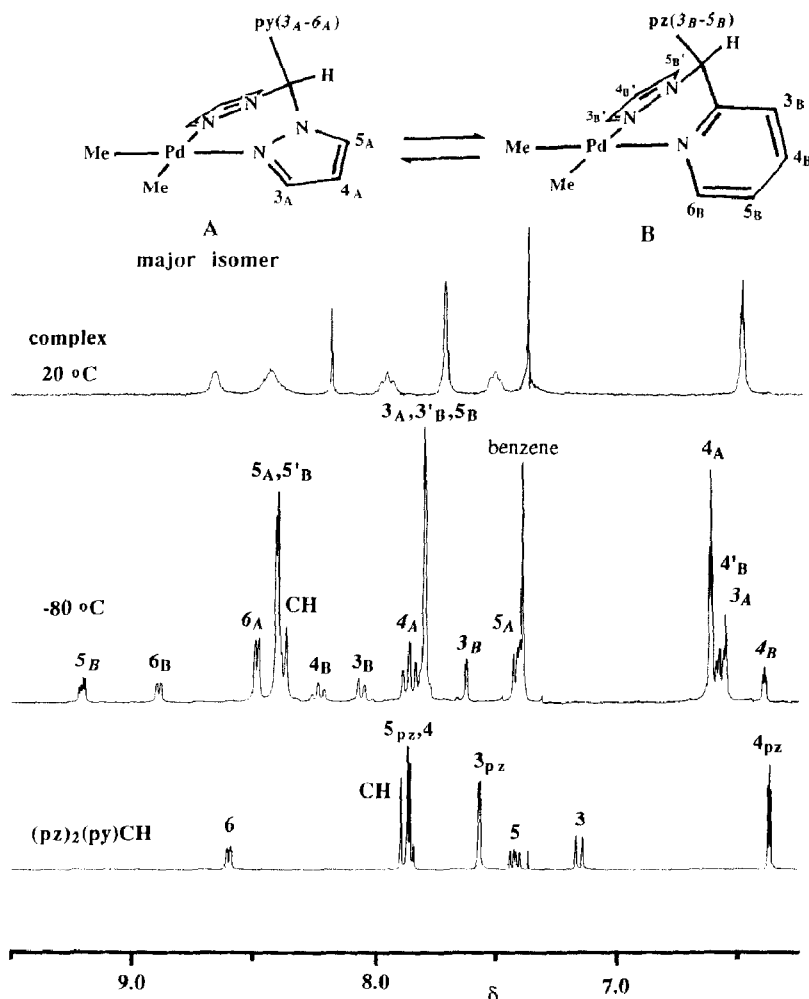 py(3A-6A)
pz(3B-5B)
H
H
5B'
4B'
3B'
3B
N
N
N
N
5A
N
N
N
4B
Me
Pd
N
Me
Pd
Me
3A
4A
Me
6B
5B
A
B
major isomer
complex
20 °C
3A,3'B,5B
benzene
4A
5A,5'B
4'B
-80 °C
6A
CH
4A
5A
3A
5B
6B
4B
3B
3B
4B
5pz,4
3pz
4pz
CH
(pz)2(py)CH
6
5
3
9.0
8.0
7.0
δ